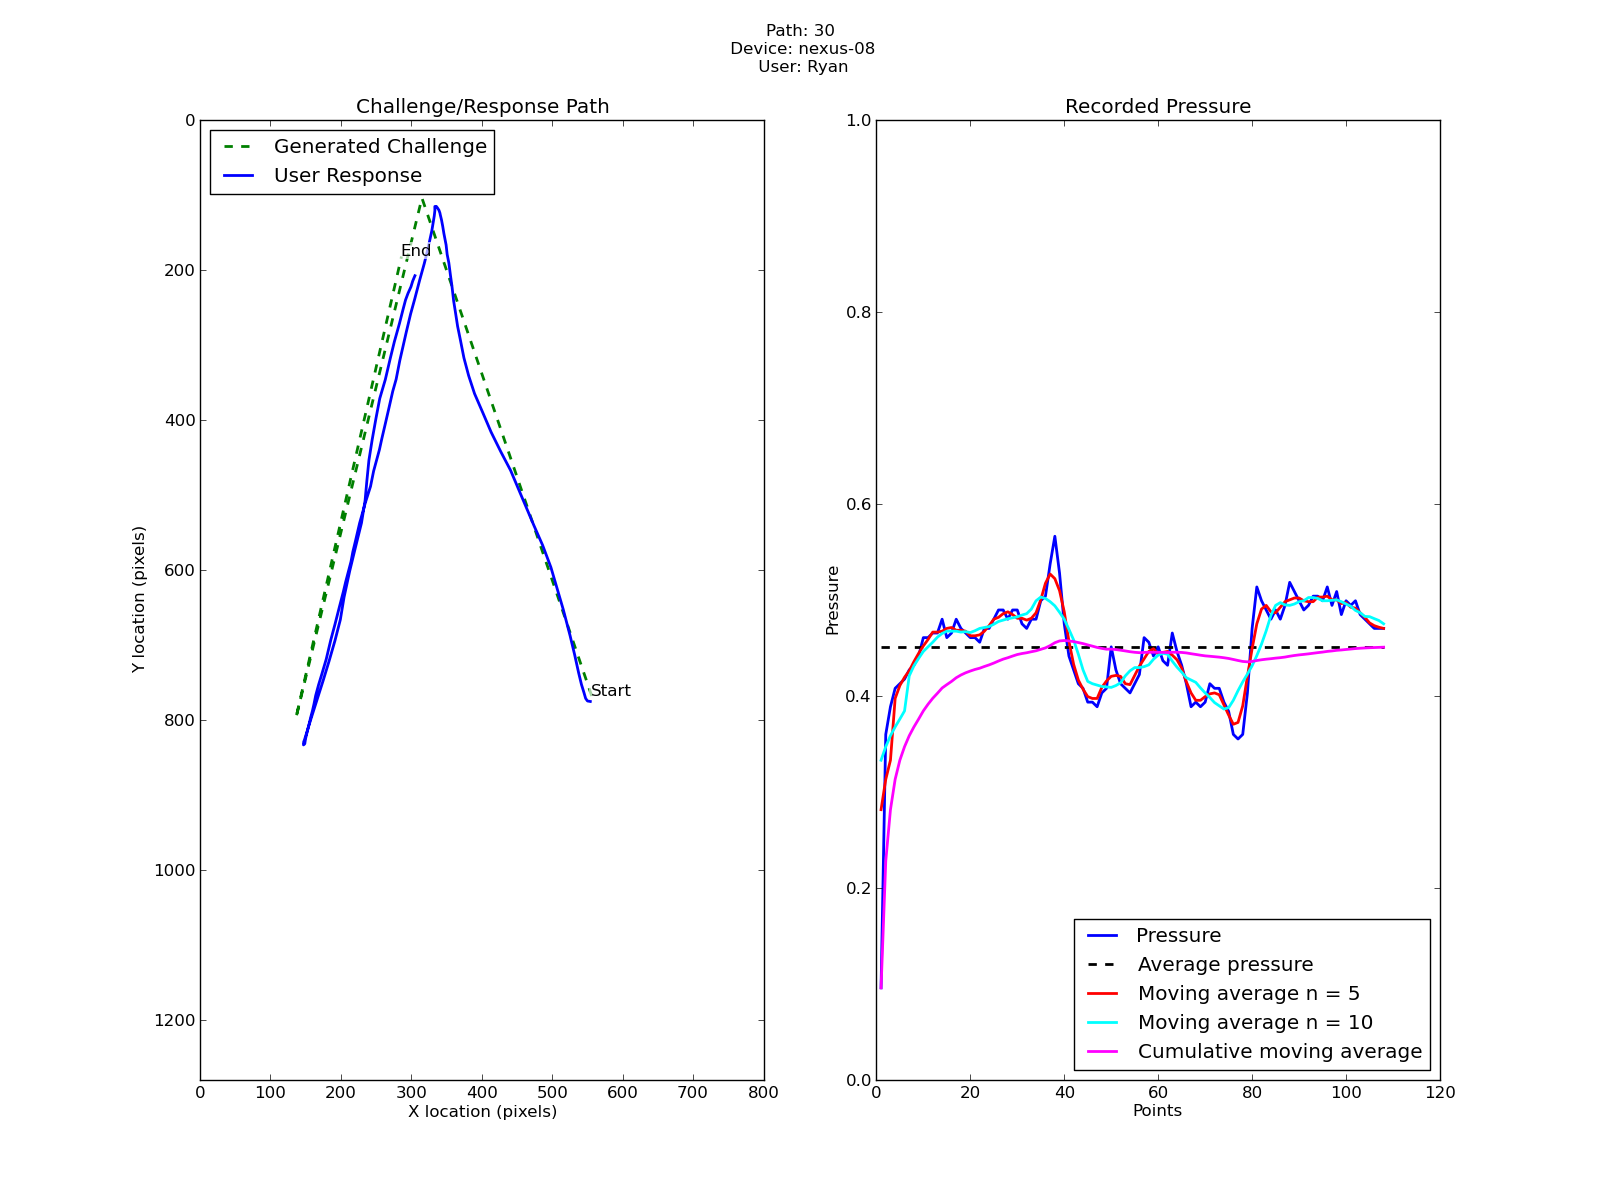 Path: 30
Device: nexus-08
User: Ryan
Challenge/Response Path
Generated Challenge
User Response
End
Start
0
200
400
600
800
1000
1200
Y location (pixels)
0 100 200 300 400 500 600 700 800
X location (pixels)
Recorded Pressure
1.0
0.8
0.6
0.4
0.2
0.0
Pressure
Pressure
Average pressure
Moving average n = 5
Moving average n = 10
Cumulative moving average
0 20 40 60 80 100 120
Points